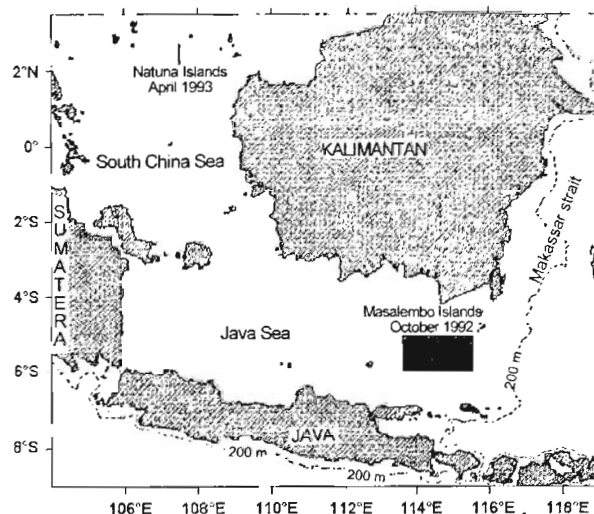 2°N
0°
2°S
4°S
6°S
8°S
Natuna Islands
April 1993
South China Sea
KALIMANTAN
SUMATERA
Makassar strait
Masalembo Islands
October 1992
Java Sea
200 m
JAVA
200 m
200 m
106°E 108°E 110°E 112°E 114°E 116°E 118°E